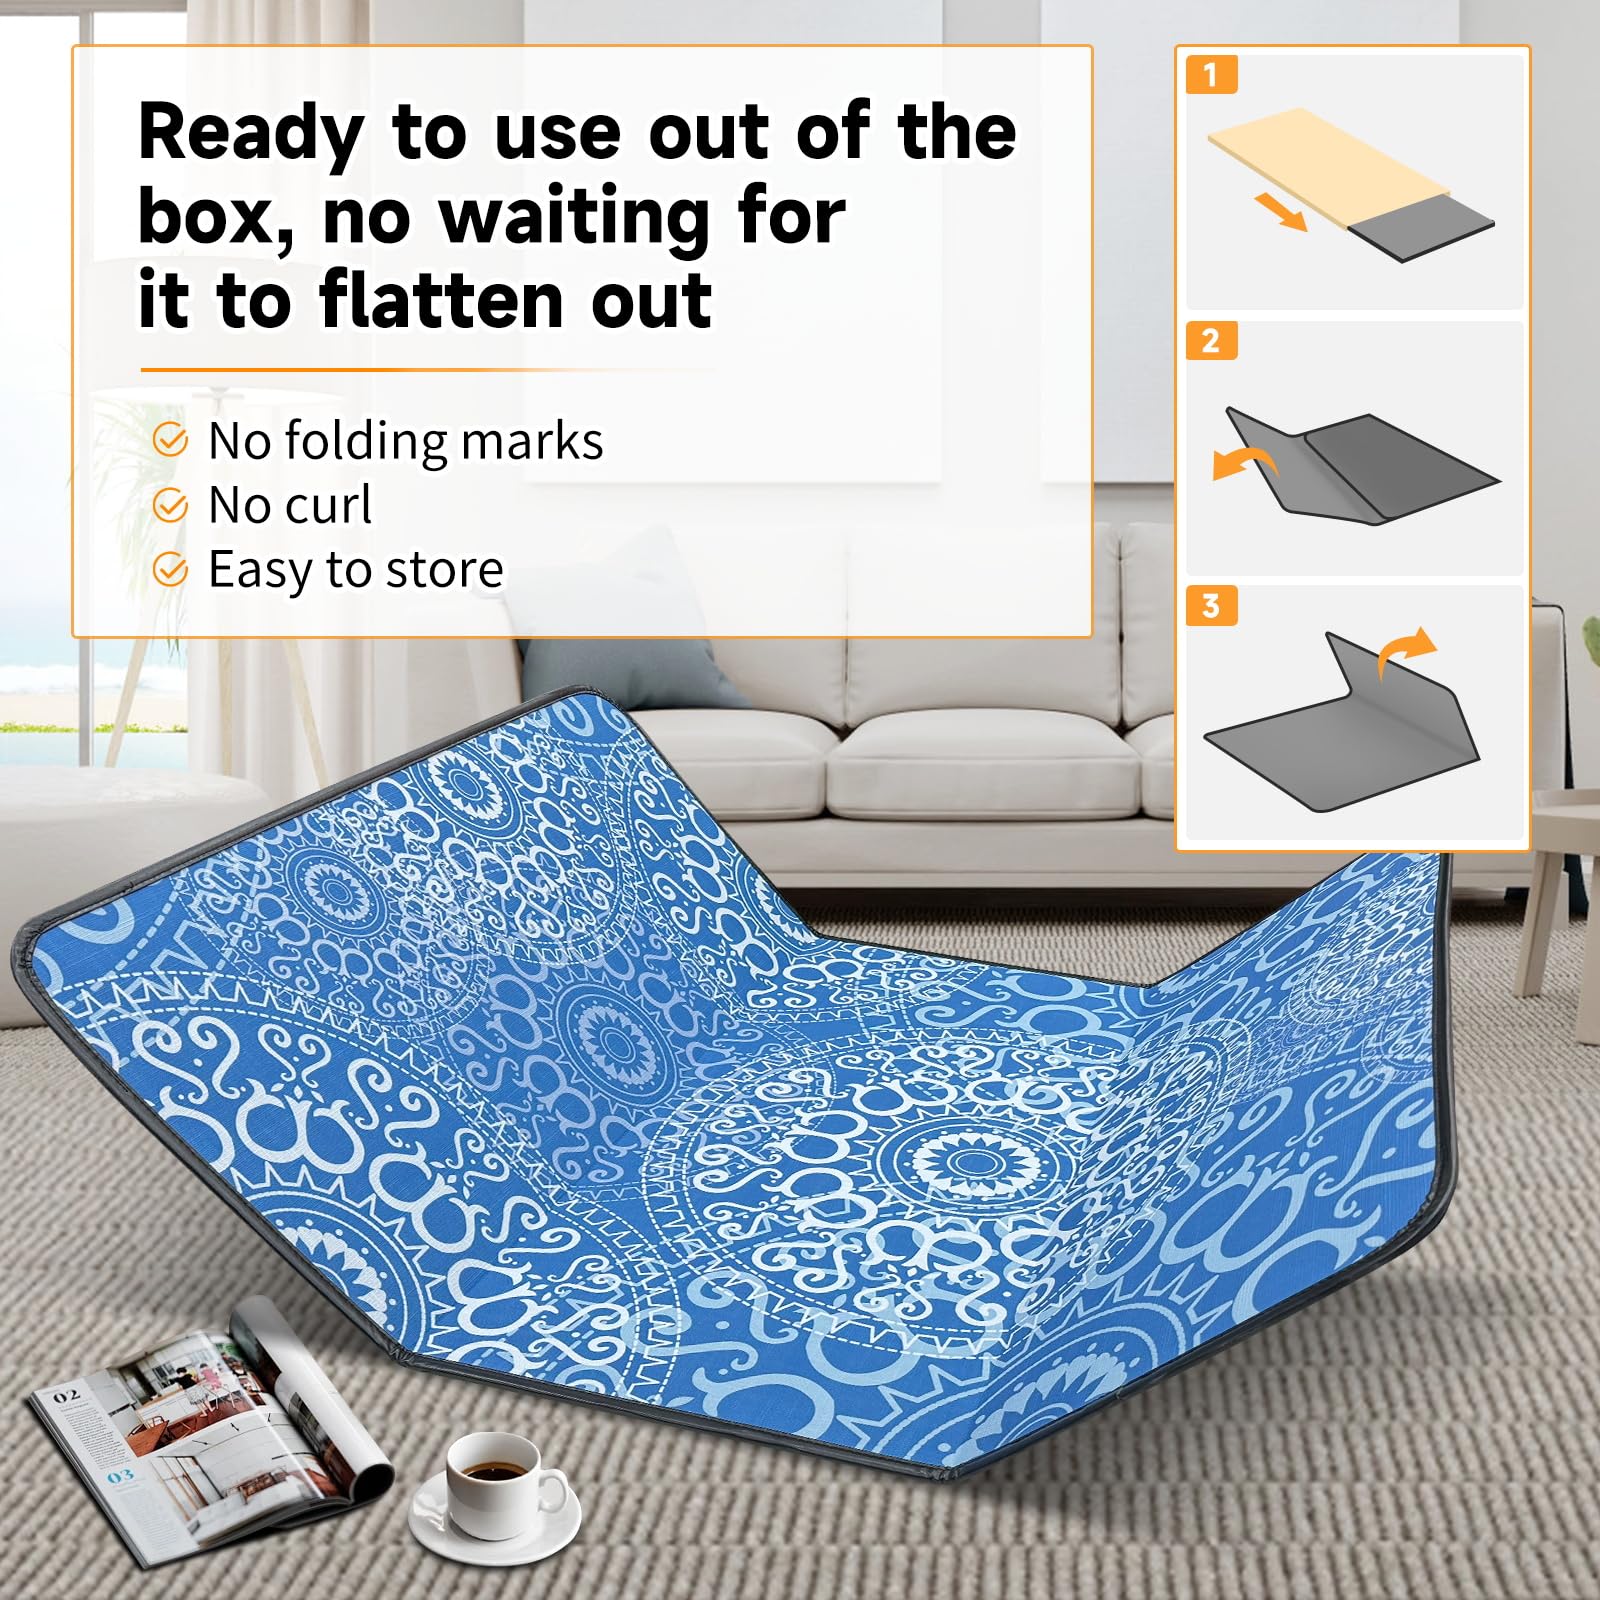 Ready to use out of the
box, no waiting for
it to flatten out
No folding marks
No curl
Easy to store
1
2
3
02
03